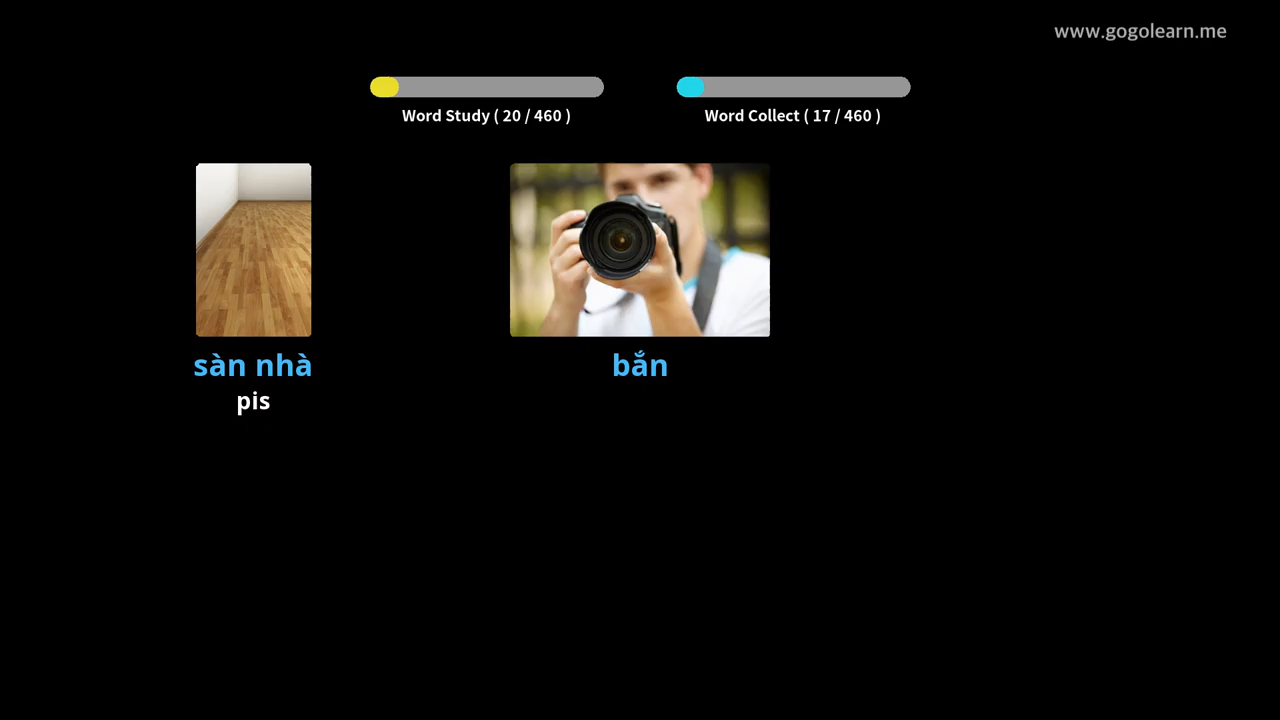 www.gogolearn.me
Word Study ( 20 / 460 )
Word Collect ( 17 / 460 )
sàn nhà
pis
bắn